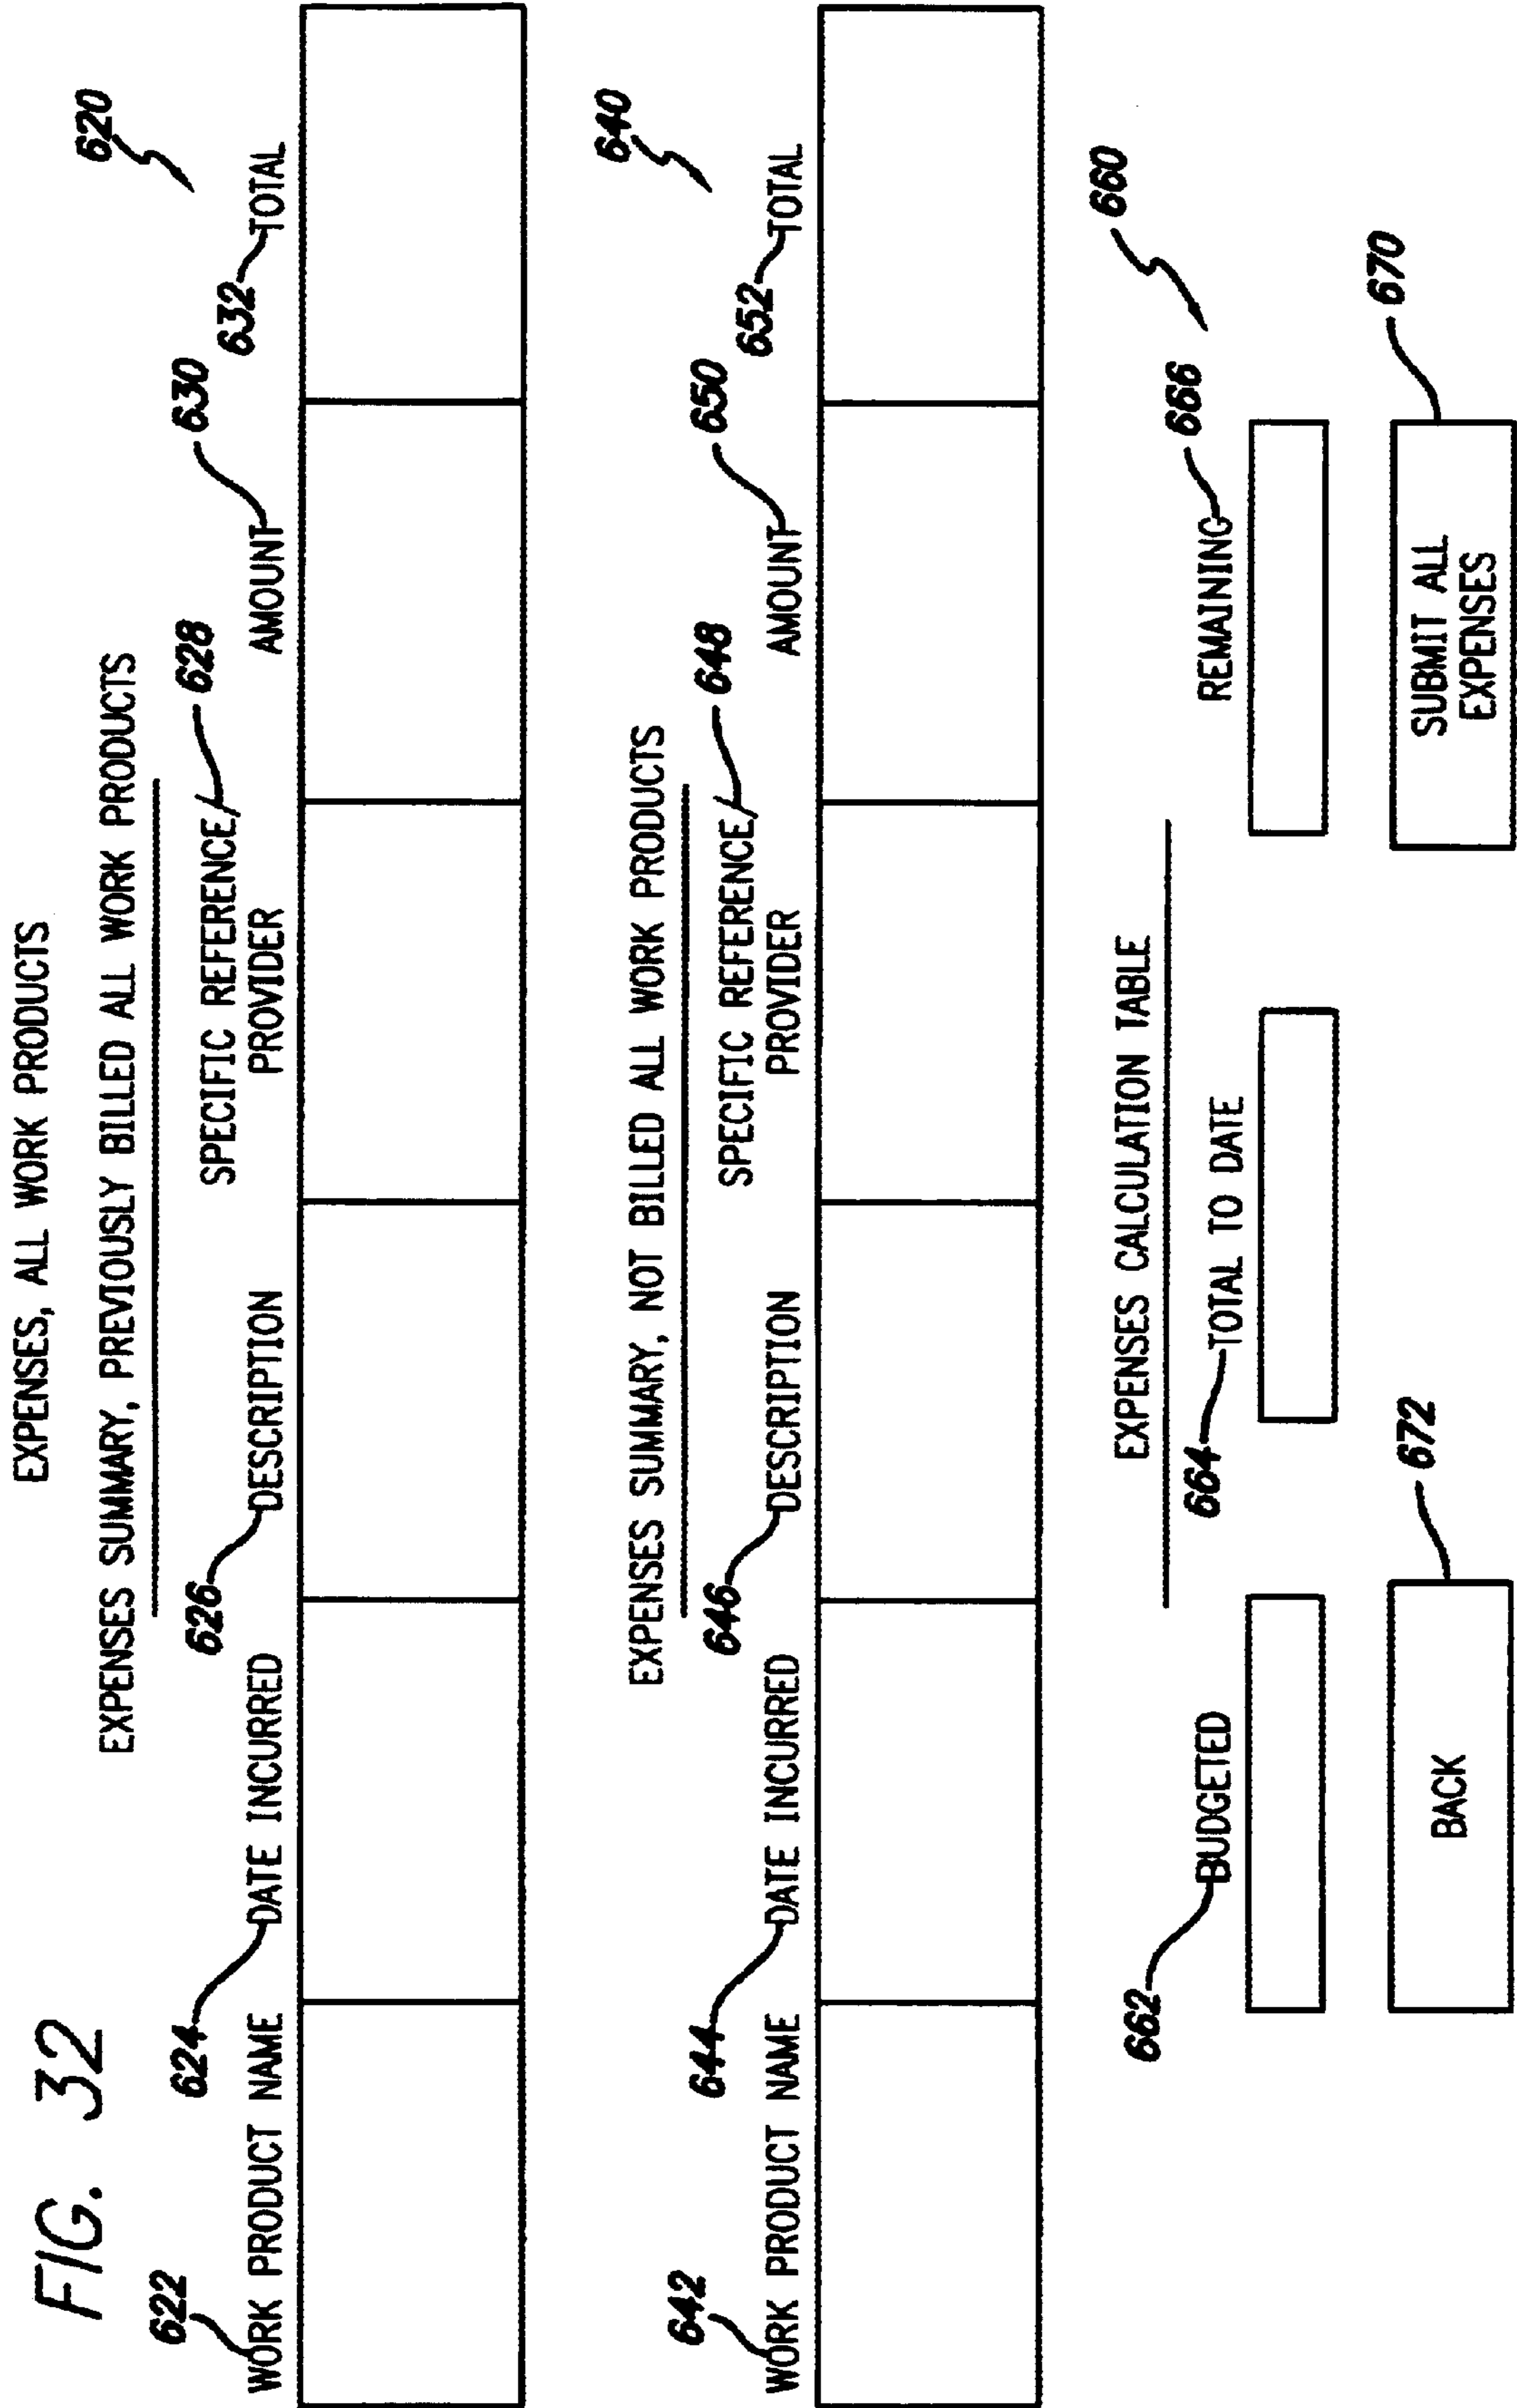 FIG. 32
EXPENSES, ALL WORK PRODUCTS
EXPENSES SUMMARY, PREVIOUSLY BILLED ALL WORK PRODUCTS
620
622 624 626 628 630 632
WORK PRODUCT NAME DATE INCURRED DESCRIPTION SPECIFIC REFERENCE/ AMOUNT TOTAL
PROVIDER
EXPENSES SUMMARY, NOT BILLED ALL WORK PRODUCTS
640
642 644 646 648 650 652
WORK PRODUCT NAME DATE INCURRED DESCRIPTION SPECIFIC REFERENCE/ AMOUNT TOTAL
PROVIDER
EXPENSES CALCULATION TABLE
660
662 BUDGETED 664 TOTAL TO DATE REMAINING 666
BACK 672 SUBMIT ALL 670
EXPENSES